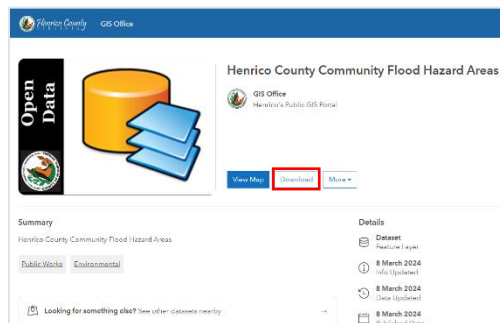 Henrico County
GIS Office
Open
Data
Henrico County Community Flood Hazard Areas
GIS Office
Henrico's Public GIS Portal
View Map
Download
More
Summary
Henrico County Community Flood Hazard Areas
Public Works
Environmental
Looking for something else? See other datasets nearby
Details
Dataset
Feature Layer
8 March 2024
Info Updated
8 March 2024
Data Updated
8 March 2024
Published Date